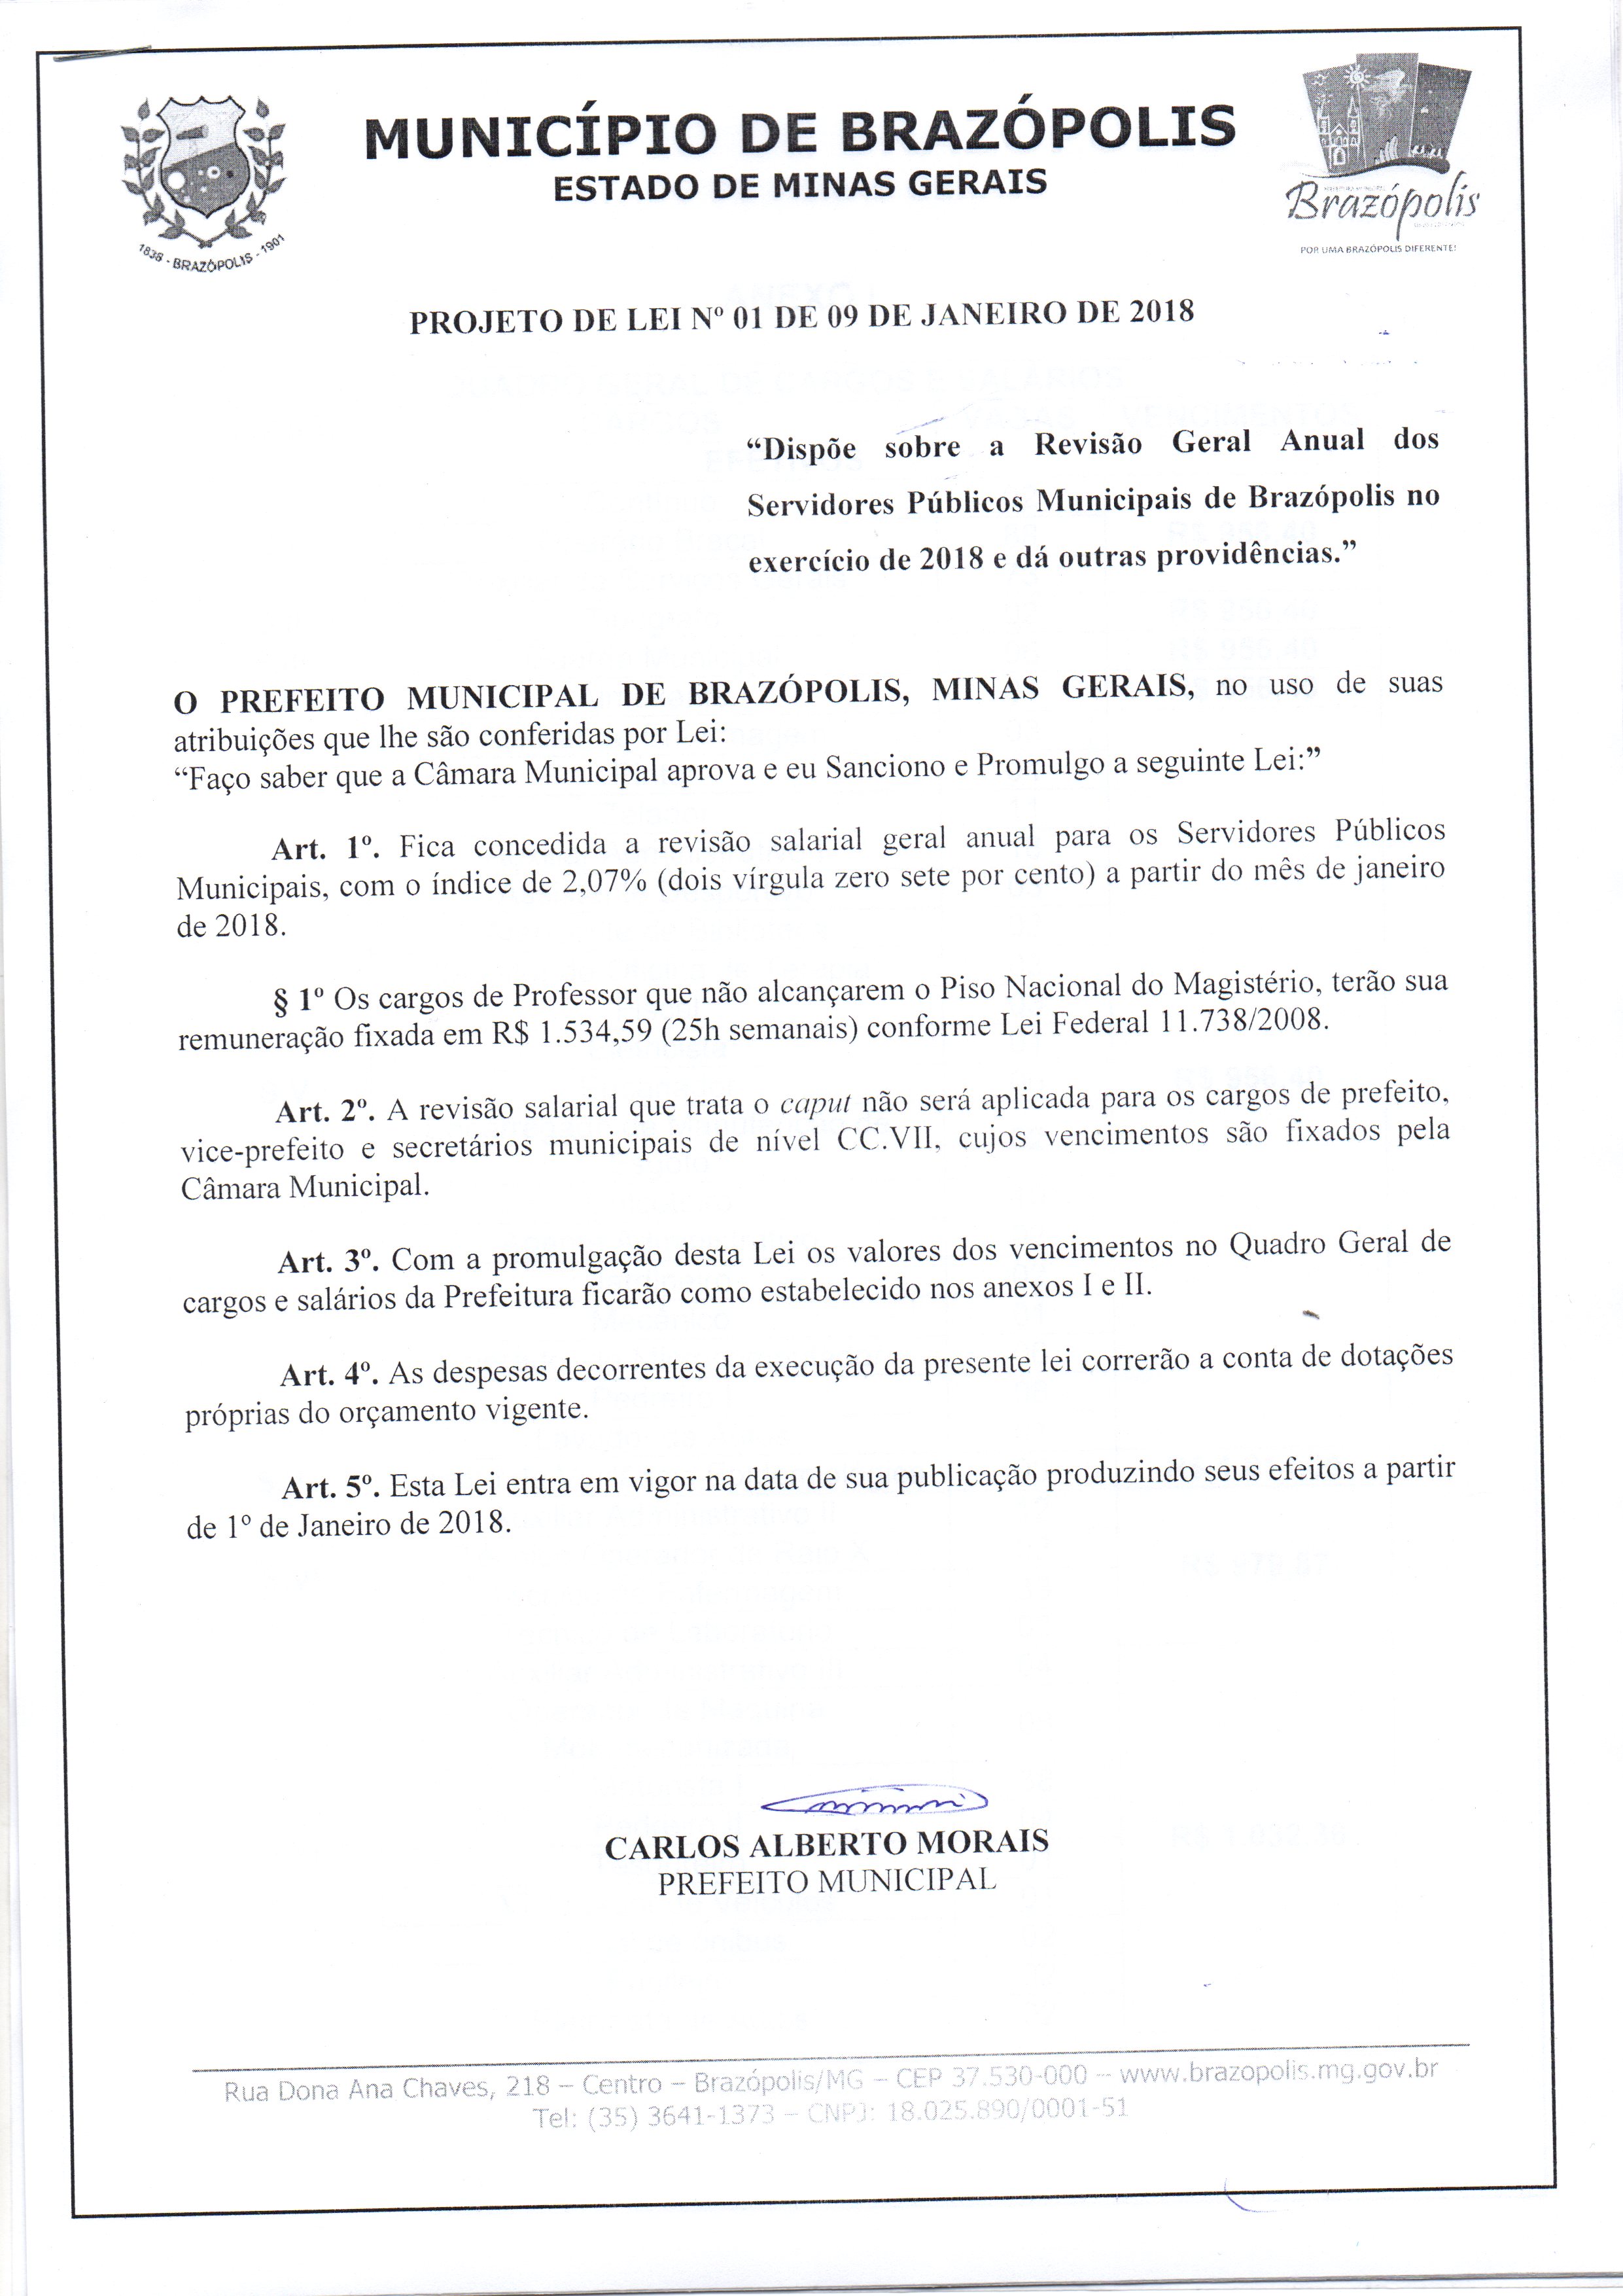 MUNICÍPIO DE BRAZÓPOLIS
ESTADO DE MINAS GERAIS
1838 - BRAZÓPOLIS - 1901
Brazópolis
POR UMA BRAZÓPOLIS DIFERENTE!
PROJETO DE LEI Nº 01 DE 09 DE JANEIRO DE 2018
“Dispõe sobre a Revisão Geral Anual dos
Servidores Públicos Municipais de Brazópolis no
exercício de 2018 e dá outras providências.”
O PREFEITO MUNICIPAL DE BRAZÓPOLIS, MINAS GERAIS, no uso de suas
atribuições que lhe são conferidas por Lei:
“Faço saber que a Câmara Municipal aprova e eu Sanciono e Promulgo a seguinte Lei:”
Art. 1º. Fica concedida a revisão salarial geral anual para os Servidores Públicos
Municipais, com o índice de 2,07% (dois vírgula zero sete por cento) a partir do mês de janeiro
de 2018.
§ 1º Os cargos de Professor que não alcançarem o Piso Nacional do Magistério, terão sua
remuneração fixada em R$ 1.534,59 (25h semanais) conforme Lei Federal 11.738/2008.
Art. 2º. A revisão salarial que trata o caput não será aplicada para os cargos de prefeito,
vice-prefeito e secretários municipais de nível CC.VII, cujos vencimentos são fixados pela
Câmara Municipal.
Art. 3º. Com a promulgação desta Lei os valores dos vencimentos no Quadro Geral de
cargos e salários da Prefeitura ficarão como estabelecido nos anexos I e II.
Art. 4º. As despesas decorrentes da execução da presente lei correrão a conta de dotações
próprias do orçamento vigente.
Art. 5º. Esta Lei entra em vigor na data de sua publicação produzindo seus efeitos a partir
de 1º de Janeiro de 2018.
CARLOS ALBERTO MORAIS
PREFEITO MUNICIPAL
Rua Dona Ana Chaves, 218 – Centro – Brazópolis/MG – CEP 37.530-000 – www.brazopolis.mg.gov.br
Tel: (35) 3641-1373 – CNPJ: 18.025.890/0001-51